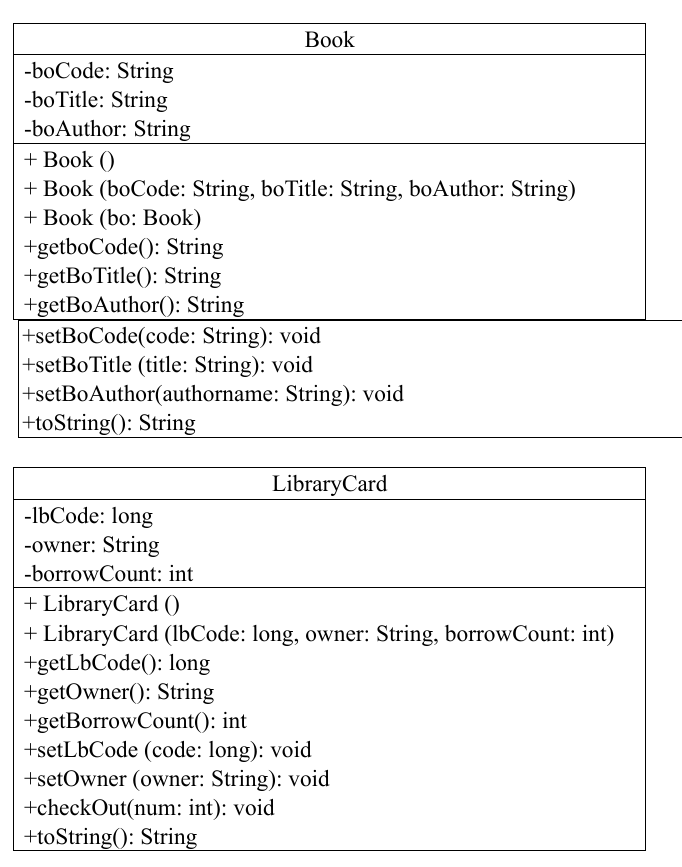 Book
-boCode: String
-boTitle: String
-boAuthor: String
+ Book ()
+ Book (boCode: String, boTitle: String, boAuthor: String)
+ Book (bo: Book)
+getboCode(): String
+getBoTitle(): String
+getBoAuthor(): String
+setBoCode(code: String): void
+setBoTitle (title: String): void
+setBoAuthor(authorname: String): void
+toString(): String
LibraryCard
-lbCode: long
-owner: String
-borrowCount: int
+ LibraryCard ()
+ LibraryCard (lbCode: long, owner: String, borrowCount: int)
+getLbCode(): long
+getOwner(): String
+getBorrowCount(): int
+setLbCode (code: long): void
+setOwner (owner: String): void
+checkOut(num: int): void
+toString(): String